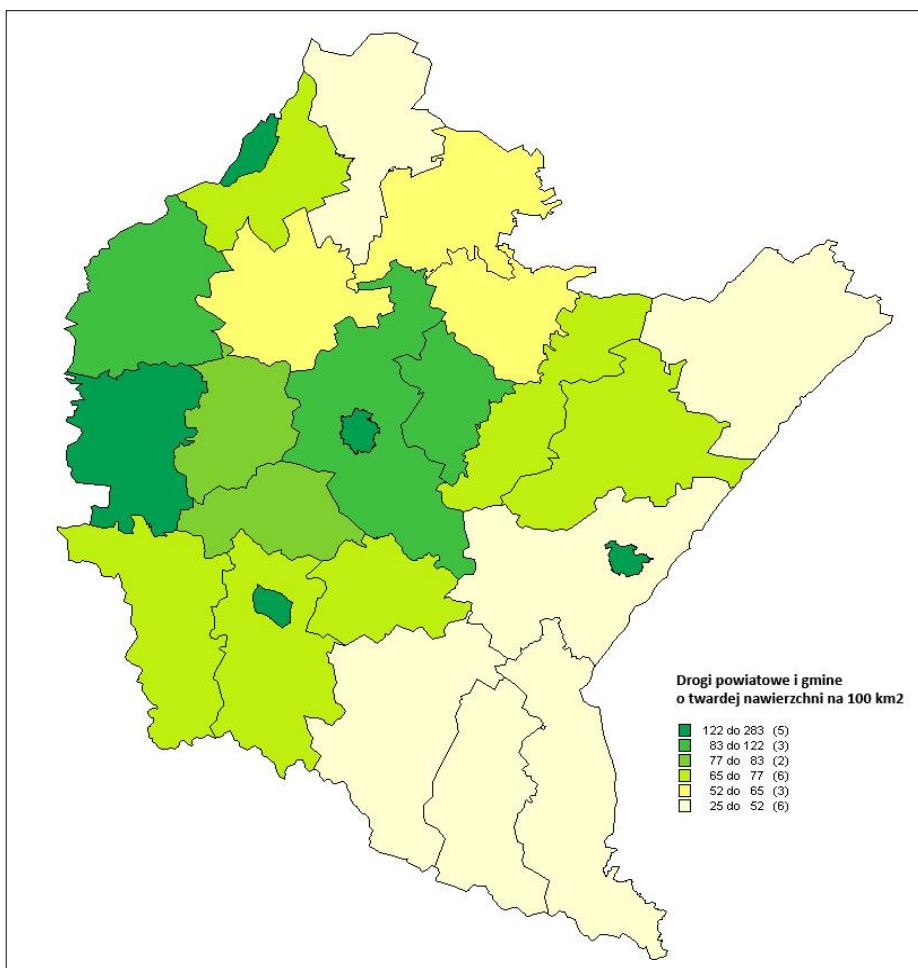 Drogi powiatowe i gmine
o twardej nawierzchni na 100 km2
122 do 283 (5)
83 do 122 (3)
77 do 83 (2)
65 do 77 (6)
52 do 65 (3)
25 do 52 (6)